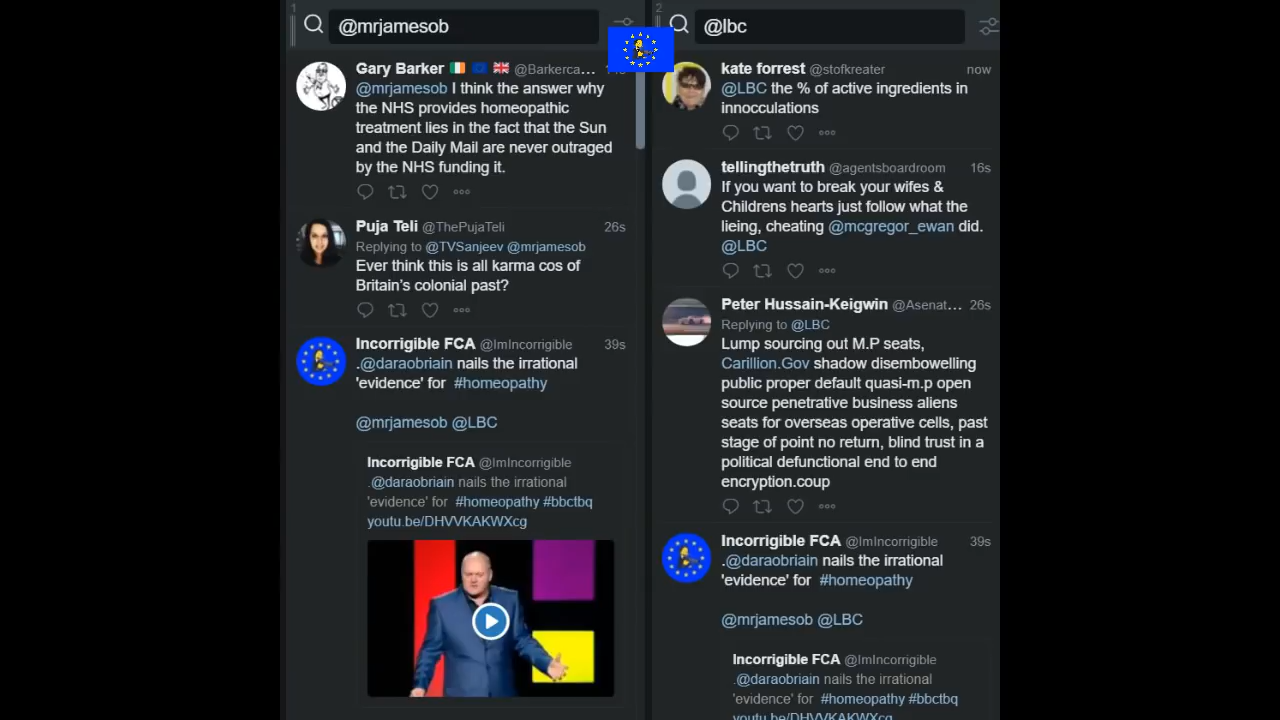 1
@mrjamesob
Gary Barker @Barkerca...
@mrjamesob I think the answer why
the NHS provides homeopathic
treatment lies in the fact that the Sun
and the Daily Mail are never outraged
by the NHS funding it.
Puja Teli @ThePujaTeli 26s
Replying to @TVSanjeev @mrjamesob
Ever think this is all karma cos of
Britain's colonial past?
Incorrigible FCA @ImIncorrigible 39s
.@daraobriain nails the irrational
'evidence' for #homeopathy
@mrjamesob @LBC
Incorrigible FCA @ImIncorrigible
.@daraobriain nails the irrational
'evidence' for #homeopathy #bbctbq
youtu.be/DHVVKAKWXcg
2
@lbc
kate forrest @stofkreater now
@LBC the % of active ingredients in
innocculations
tellingthetruth @agentsboardroom 16s
If you want to break your wifes &
Childrens hearts just follow what the
lieing, cheating @mcgregor_ewan did.
@LBC
Peter Hussain-Keigwin @Asenat... 26s
Replying to @LBC
Lump sourcing out M.P seats,
Carillion.Gov shadow disembowelling
public proper default quasi-m.p open
source penetrative business aliens
seats for overseas operative cells, past
stage of point no return, blind trust in a
political defunctional end to end
encryption.coup
Incorrigible FCA @ImIncorrigible 39s
.@daraobriain nails the irrational
'evidence' for #homeopathy
@mrjamesob @LBC
Incorrigible FCA @ImIncorrigible
.@daraobriain nails the irrational
'evidence' for #homeopathy #bbctbq
youtu.be/DHVVKAKWXcg